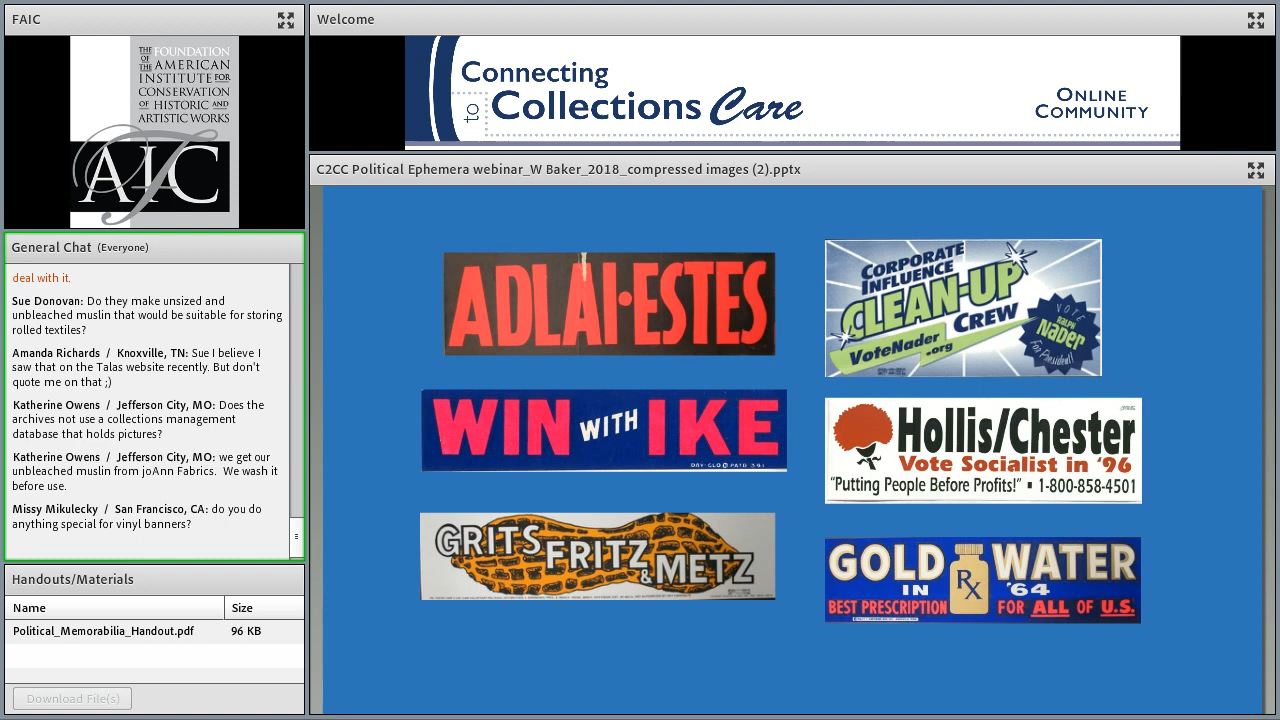 FAIC
THE FOUNDATION
OF THE AMERICAN
INSTITUTE FOR
CONSERVATION
OF HISTORIC AND
ARTISTIC WORKS
AIC
Welcome
Connecting
to Collections Care
ONLINE
COMMUNITY
General Chat (Everyone)
deal with it.
Sue Donovan: Do they make unsized and
unbleached muslin that would be suitable for storing
rolled textiles?
Amanda Richards / Knoxville, TN: Sue I believe I
saw that on the Talas website recently. But don't
quote me on that ;)
Katherine Owens / Jefferson City, MO: Does the
archives not use a collections management
database that holds pictures?
Katherine Owens / Jefferson City, MO: we get our
unbleached muslin from joAnn Fabrics. We wash it
before use.
Missy Mikulecky / San Francisco, CA: do you do
anything special for vinyl banners?
Handouts/Materials
Name Size
Political_Memorabilia_Handout.pdf 96 KB
Download File(s)
C2CC Political Ephemera webinar_W Baker_2018_compressed images (2).pptx
ADLAI·ESTES
WIN WITH IKE
DAY-GLO
GRITS
FRITZ
& METZ
CORPORATE
INFLUENCE
CLEAN-UP
CREW
VoteNader
.org
VOTE
RALPH
NADER
For President!
Hollis/Chester
Vote Socialist in '96
"Putting People Before Profits!" ▪ 1-800-858-4501
GOLD Rx WATER
IN '64
BEST PRESCRIPTION FOR ALL OF U.S.